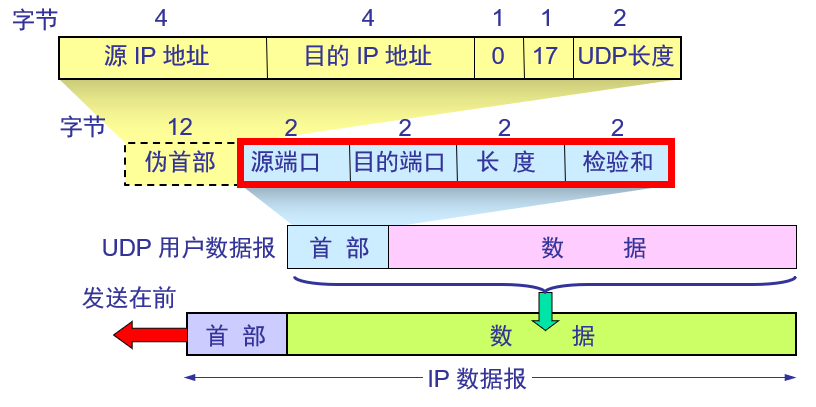 字节 4 4 1 1 2
源 IP 地址 目的 IP 地址 0 17 UDP长度
字节 12 2 2 2 2
伪首部 源端口 目的端口 长 度 检验和
UDP 用户数据报 首 部 数 据
发送在前
首 部 数 据
IP 数据报